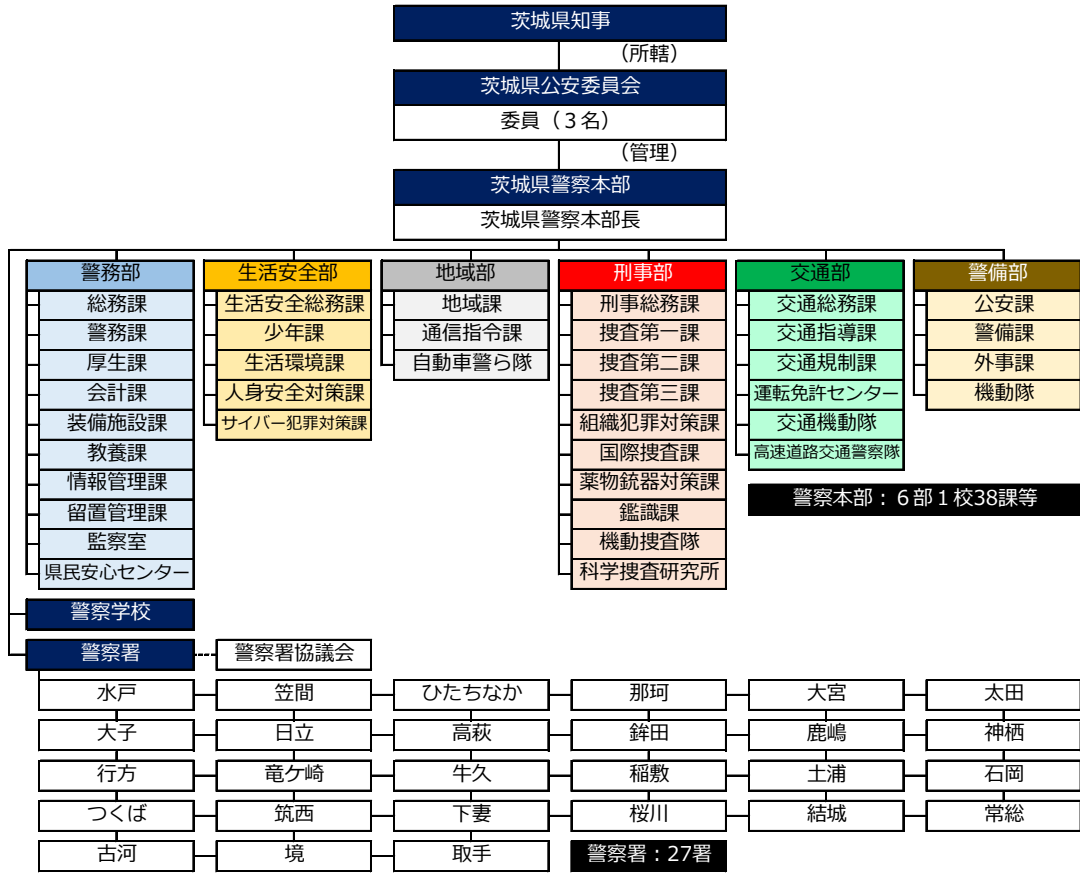 茨城県知事
（所轄）
茨城県公安委員会
委員（３名）
（管理）
茨城県警察本部
茨城県警察本部長
警務部
総務課
警務課
厚生課
会計課
装備施設課
教養課
情報管理課
留置管理課
監察室
県民安心センター
生活安全部
生活安全総務課
少年課
生活環境課
人身安全対策課
サイバー犯罪対策課
地域部
地域課
通信指令課
自動車警ら隊
刑事部
刑事総務課
捜査第一課
捜査第二課
捜査第三課
組織犯罪対策課
国際捜査課
薬物銃器対策課
鑑識課
機動捜査隊
科学捜査研究所
交通部
交通総務課
交通指導課
交通規制課
運転免許センター
交通機動隊
高速道路交通警察隊
警備部
公安課
警備課
外事課
機動隊
警察本部：６部１校38課等
警察学校
警察署
警察署協議会
水戸
笠間
ひたちなか
那珂
大宮
太田
大子
日立
高萩
鉾田
鹿嶋
神栖
行方
竜ケ崎
牛久
稲敷
土浦
石岡
つくば
筑西
下妻
桜川
結城
常総
古河
境
取手
警察署：27署